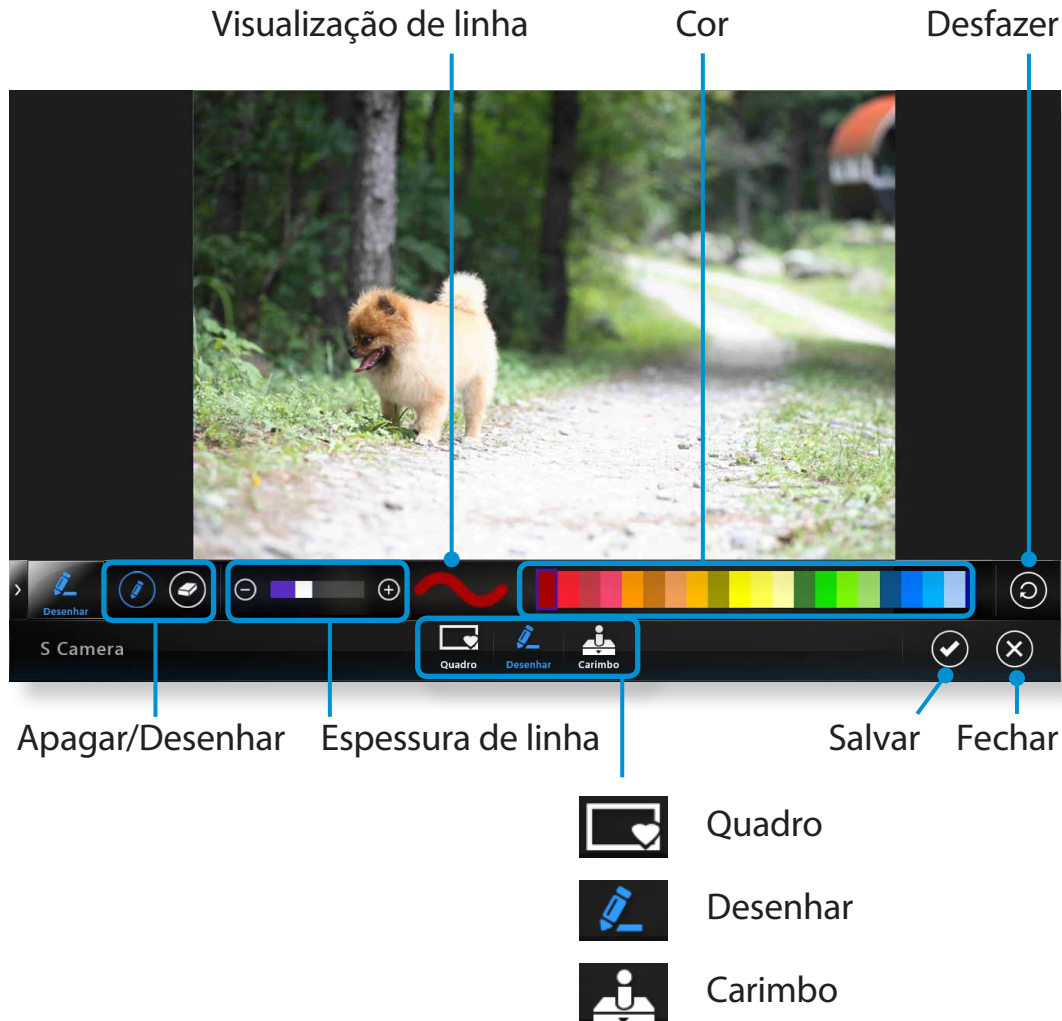 Visualização de linha
Cor
Desfazer
Desenhar
S Camera
Quadro
Desenhar
Carimbo
Apagar/Desenhar
Espessura de linha
Salvar
Fechar
Quadro
Desenhar
Carimbo